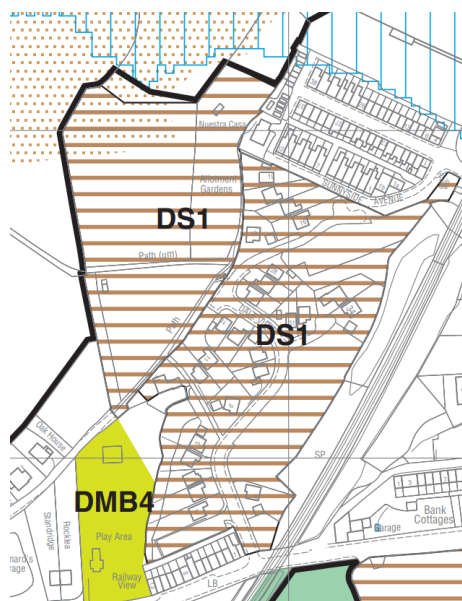 Nuestra Casa
Allotment
Gardens
SUNNYSIDE
AVENUE
DS1
Path (um)
Path
DS1
Oak House
SP
DMB4
Standridge
Rocklea
Play Area
Bank
Cottages
Garage
Railway
View
LB